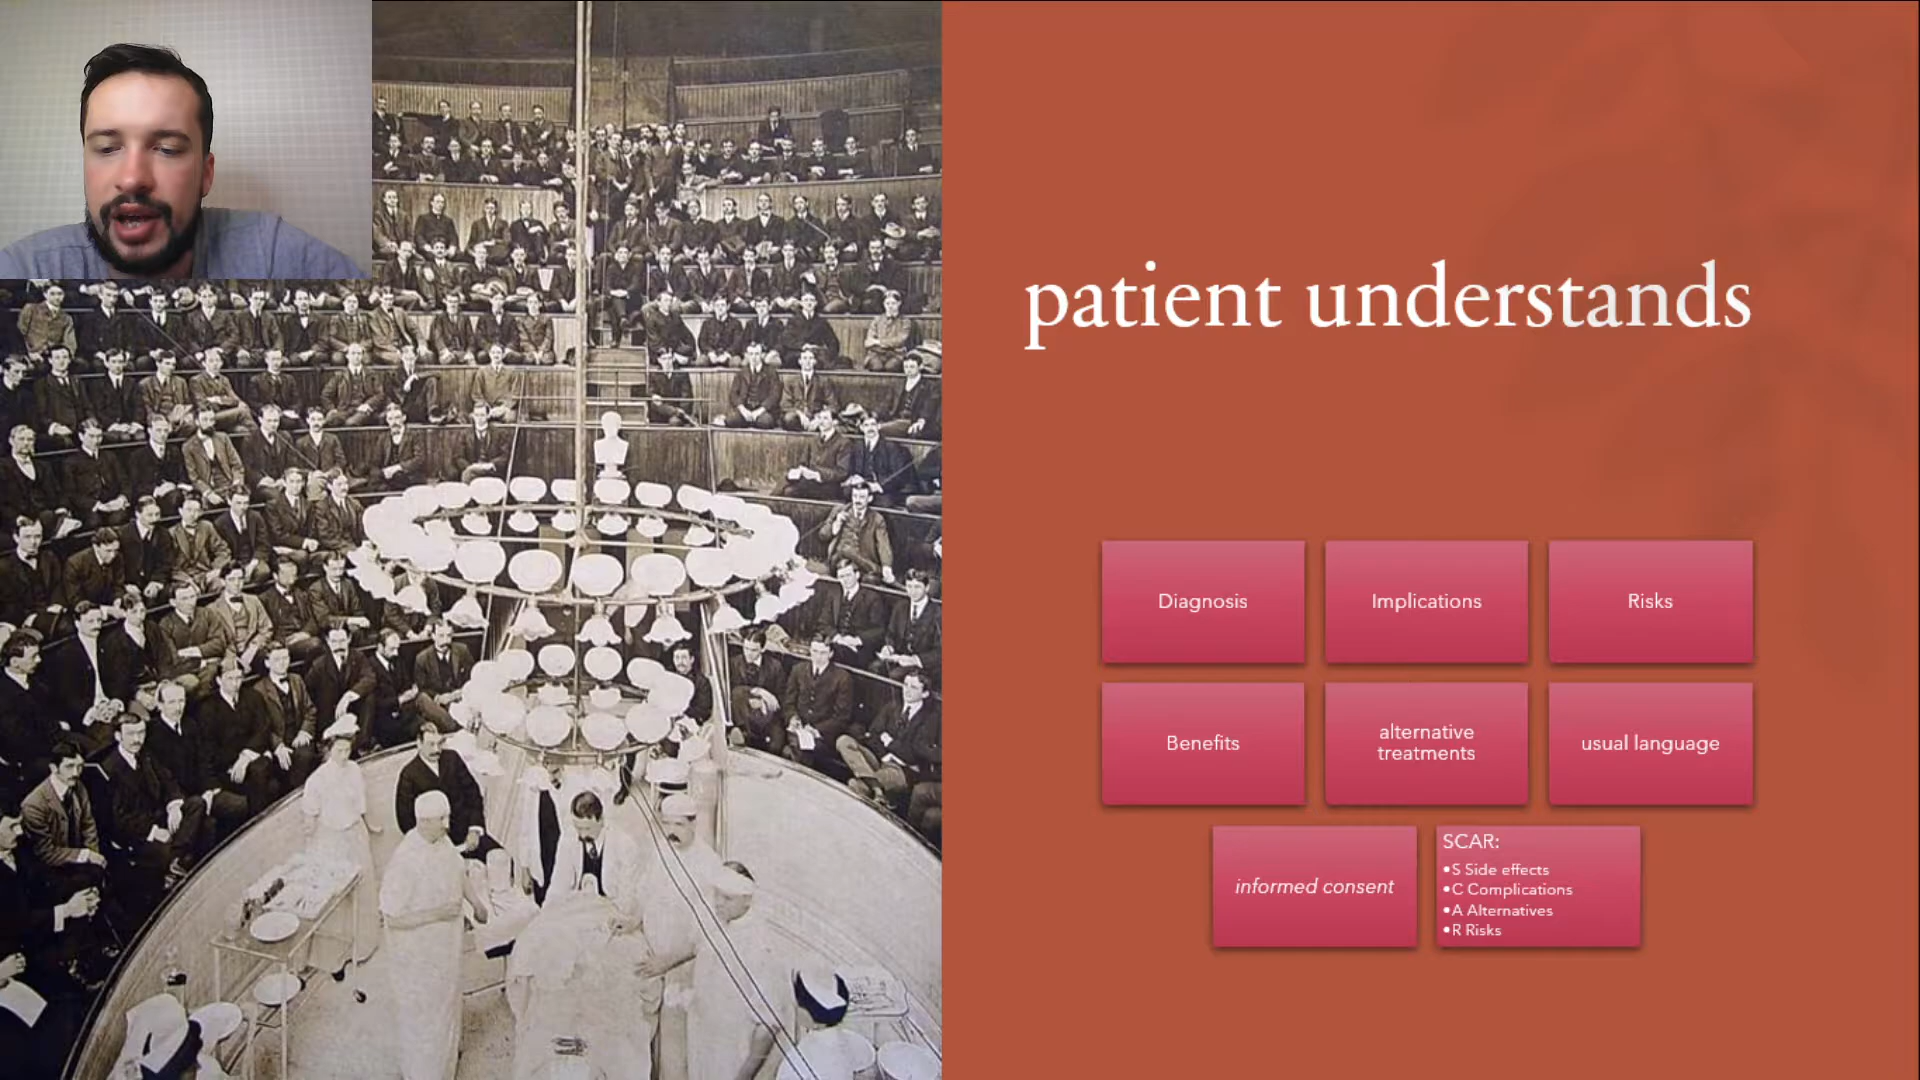 patient understands
Diagnosis
Implications
Risks
Benefits
alternative
treatments
usual language
informed consent
SCAR:
•S Side effects
•C Complications
•A Alternatives
•R Risks